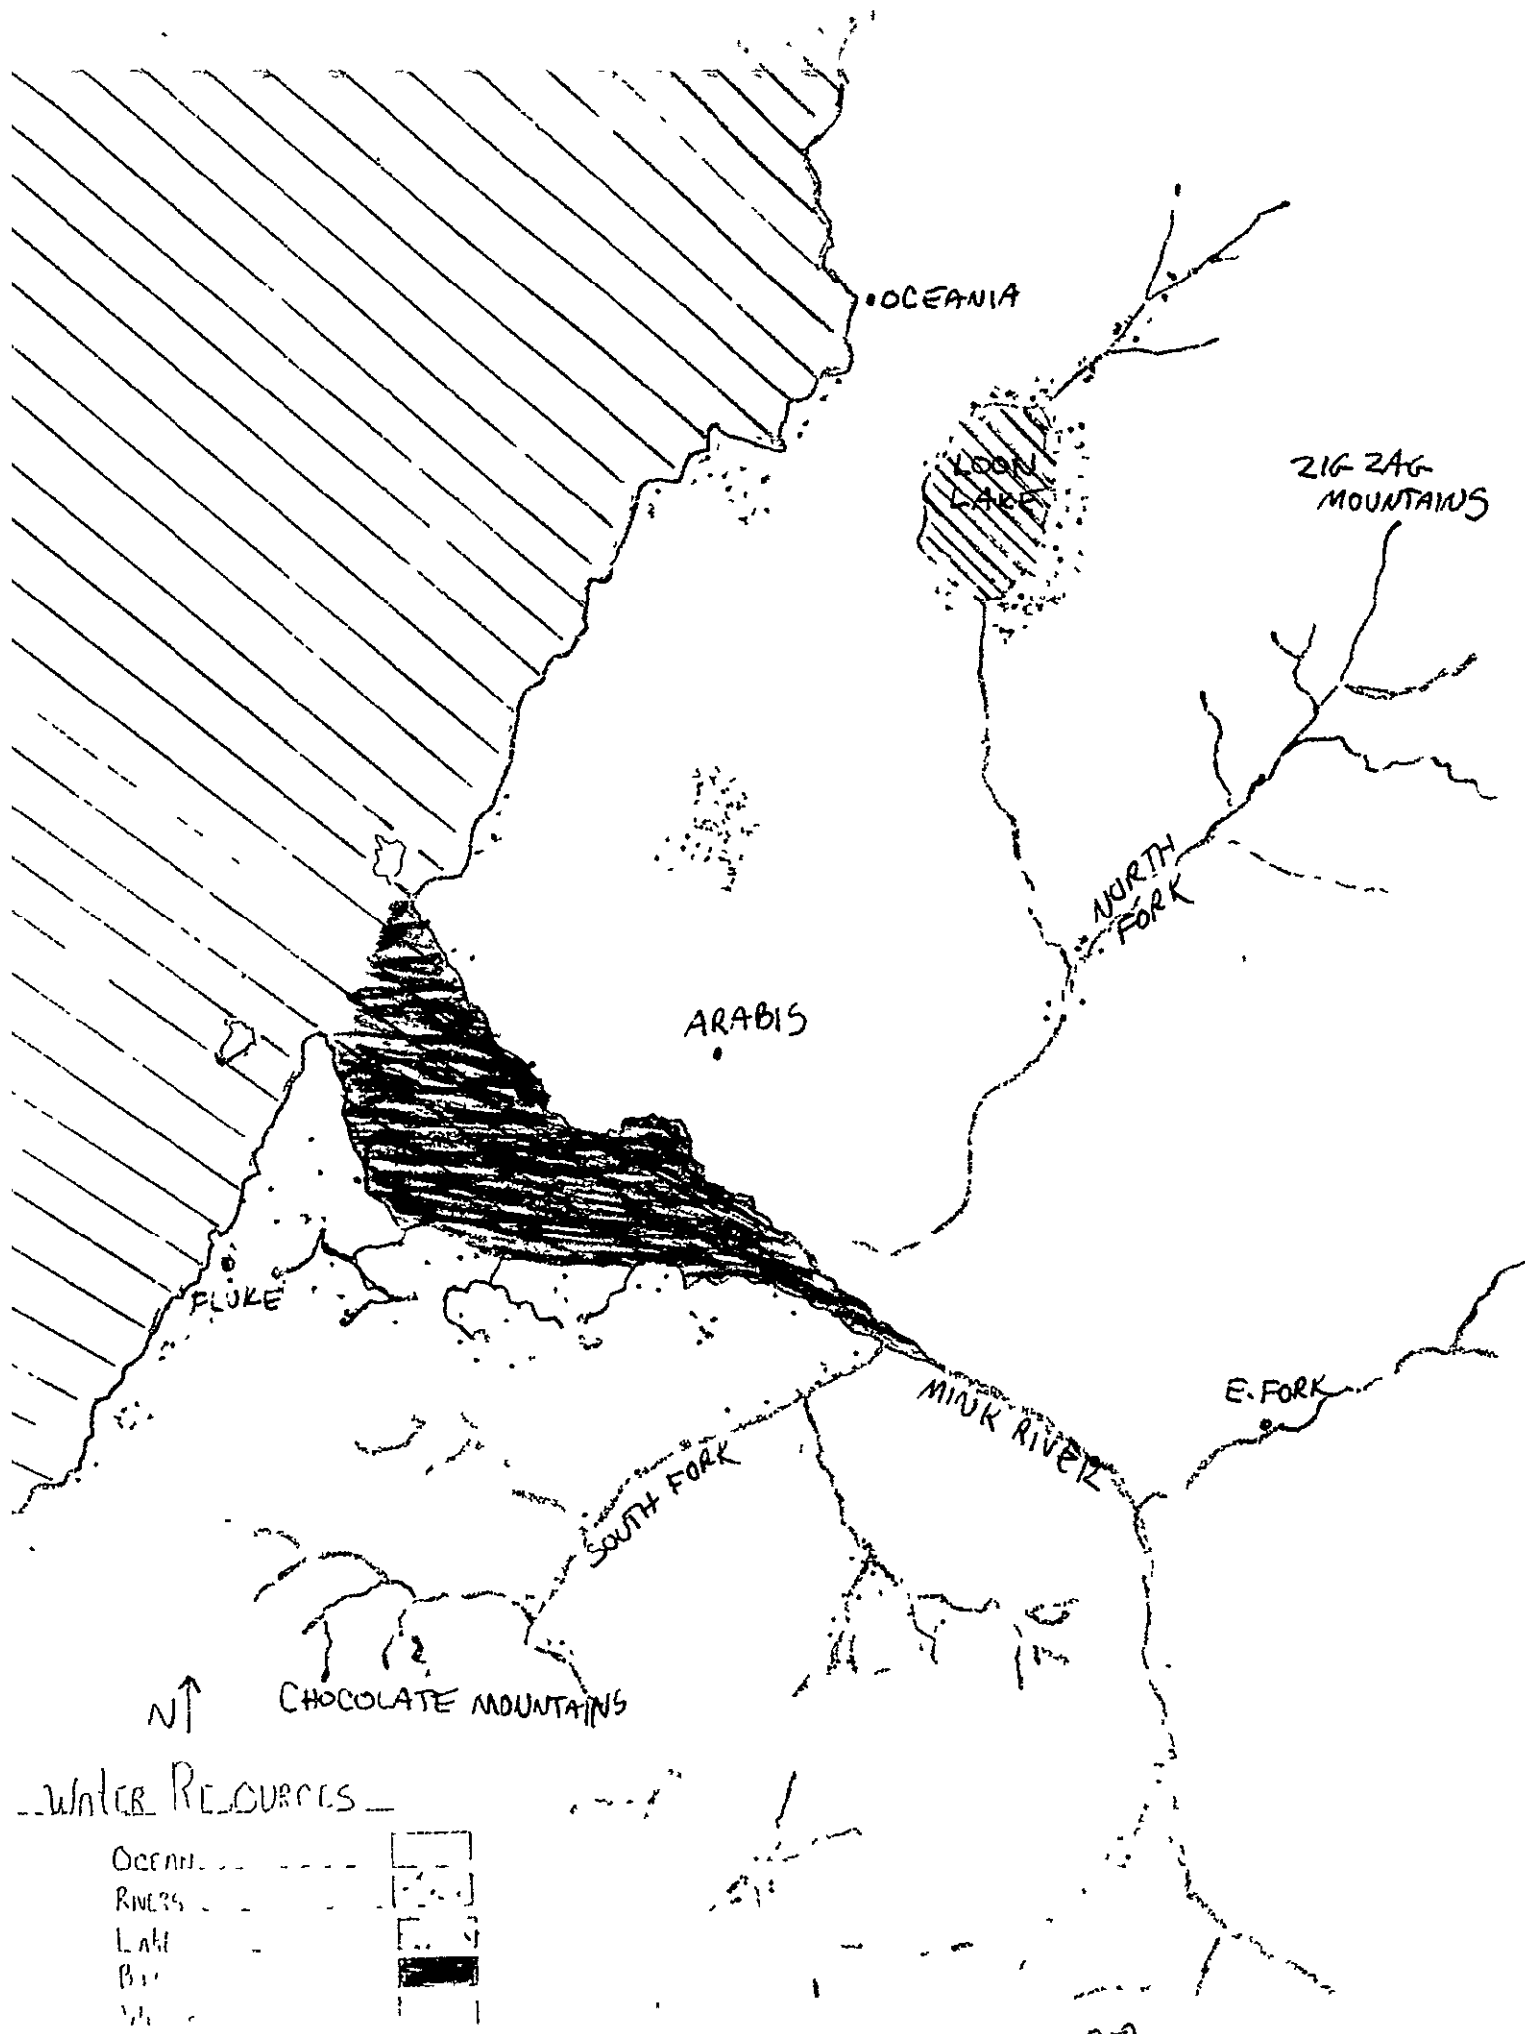 OCEANIA
LOON
LAKE
ZIG ZAG
MOUNTAINS
NORTH
FORK
ARABIS
FLUKE
E. FORK
MINK RIVER
SOUTH FORK
CHOCOLATE MOUNTAINS
N
WATER
OCEAN
RIVERS